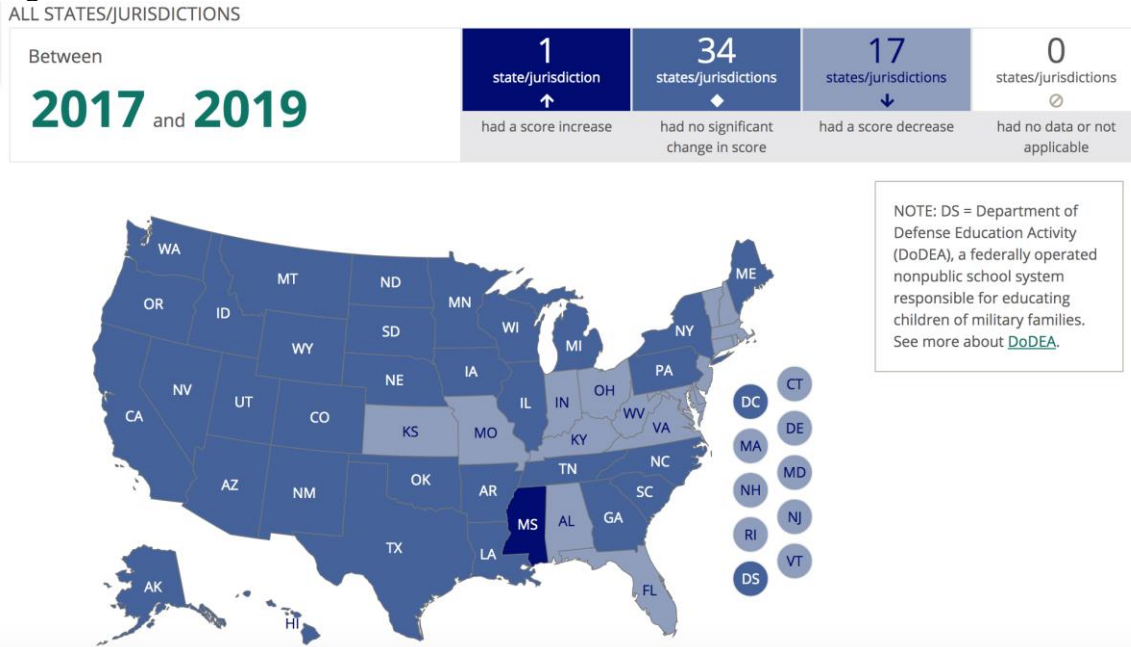 ALL STATES/JURISDICTIONS
Between
2017 and 2019
1
state/jurisdiction
had a score increase
34
states/jurisdictions
had no significant
change in score
17
states/jurisdictions
had a score decrease
0
states/jurisdictions
had no data or not
applicable
NOTE: DS = Department of
Defense Education Activity
(DoDEA), a federally operated
nonpublic school system
responsible for educating
children of military families.
See more about DoDEA.
WA
MT
ND
MN
ME
OR
ID
SD
WI
MI
NY
WY
NE
IA
PA
NV
UT
CO
KS
MO
IL
IN
OH
WV
VA
KY
CA
AZ
NM
OK
AR
TN
NC
SC
MS
AL
GA
TX
LA
FL
AK
HI
DC
CT
MA
DE
NH
MD
RI
NJ
DS
VT